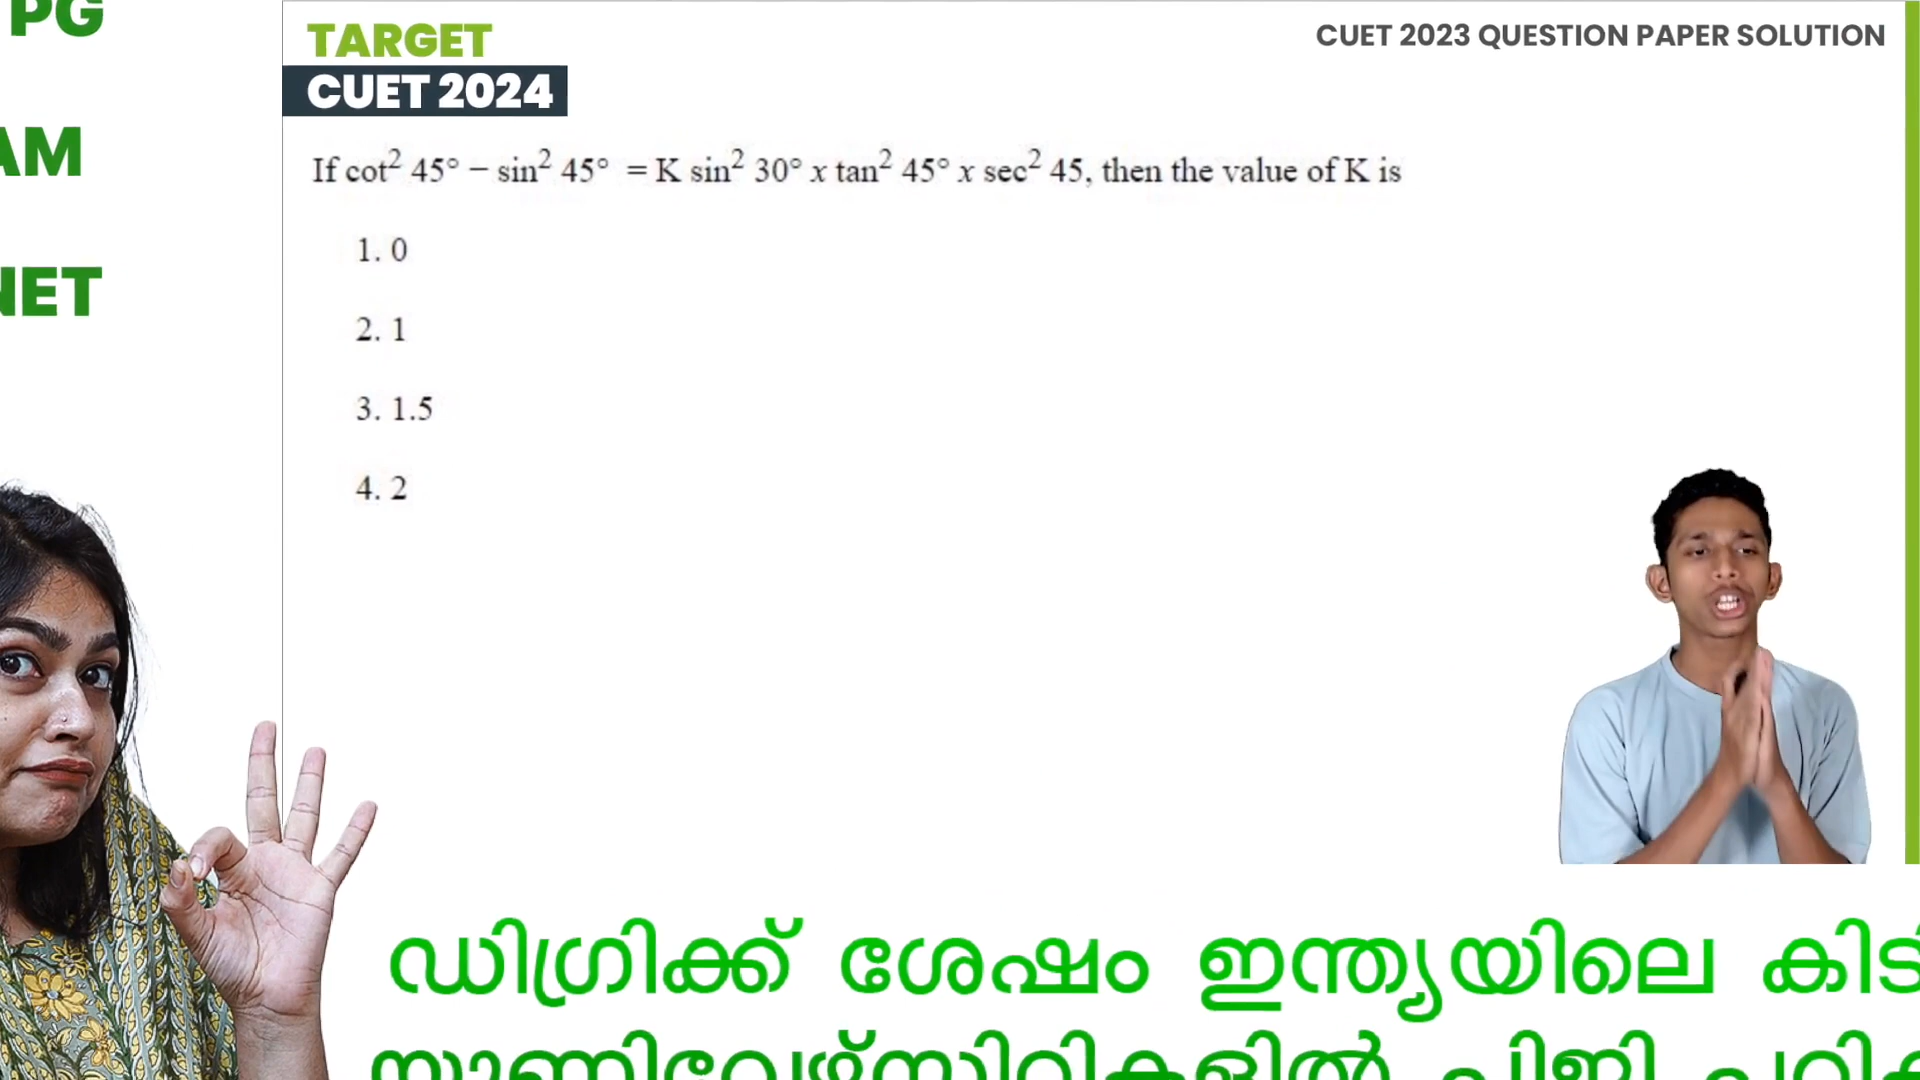 PG
AM
NET
TARGET
CUET 2024
CUET 2023 QUESTION PAPER SOLUTION
If cot² 45° − sin² 45° = K sin² 30° x tan² 45° x sec² 45, then the value of K is
1. 0
2. 1
3. 1.5
4. 2
ഡിഗ്രിക്ക് ശേഷം ഇന്ത്യയിലെ
യൂണിവേഴ്സിറ്റികളിൽ പിജി